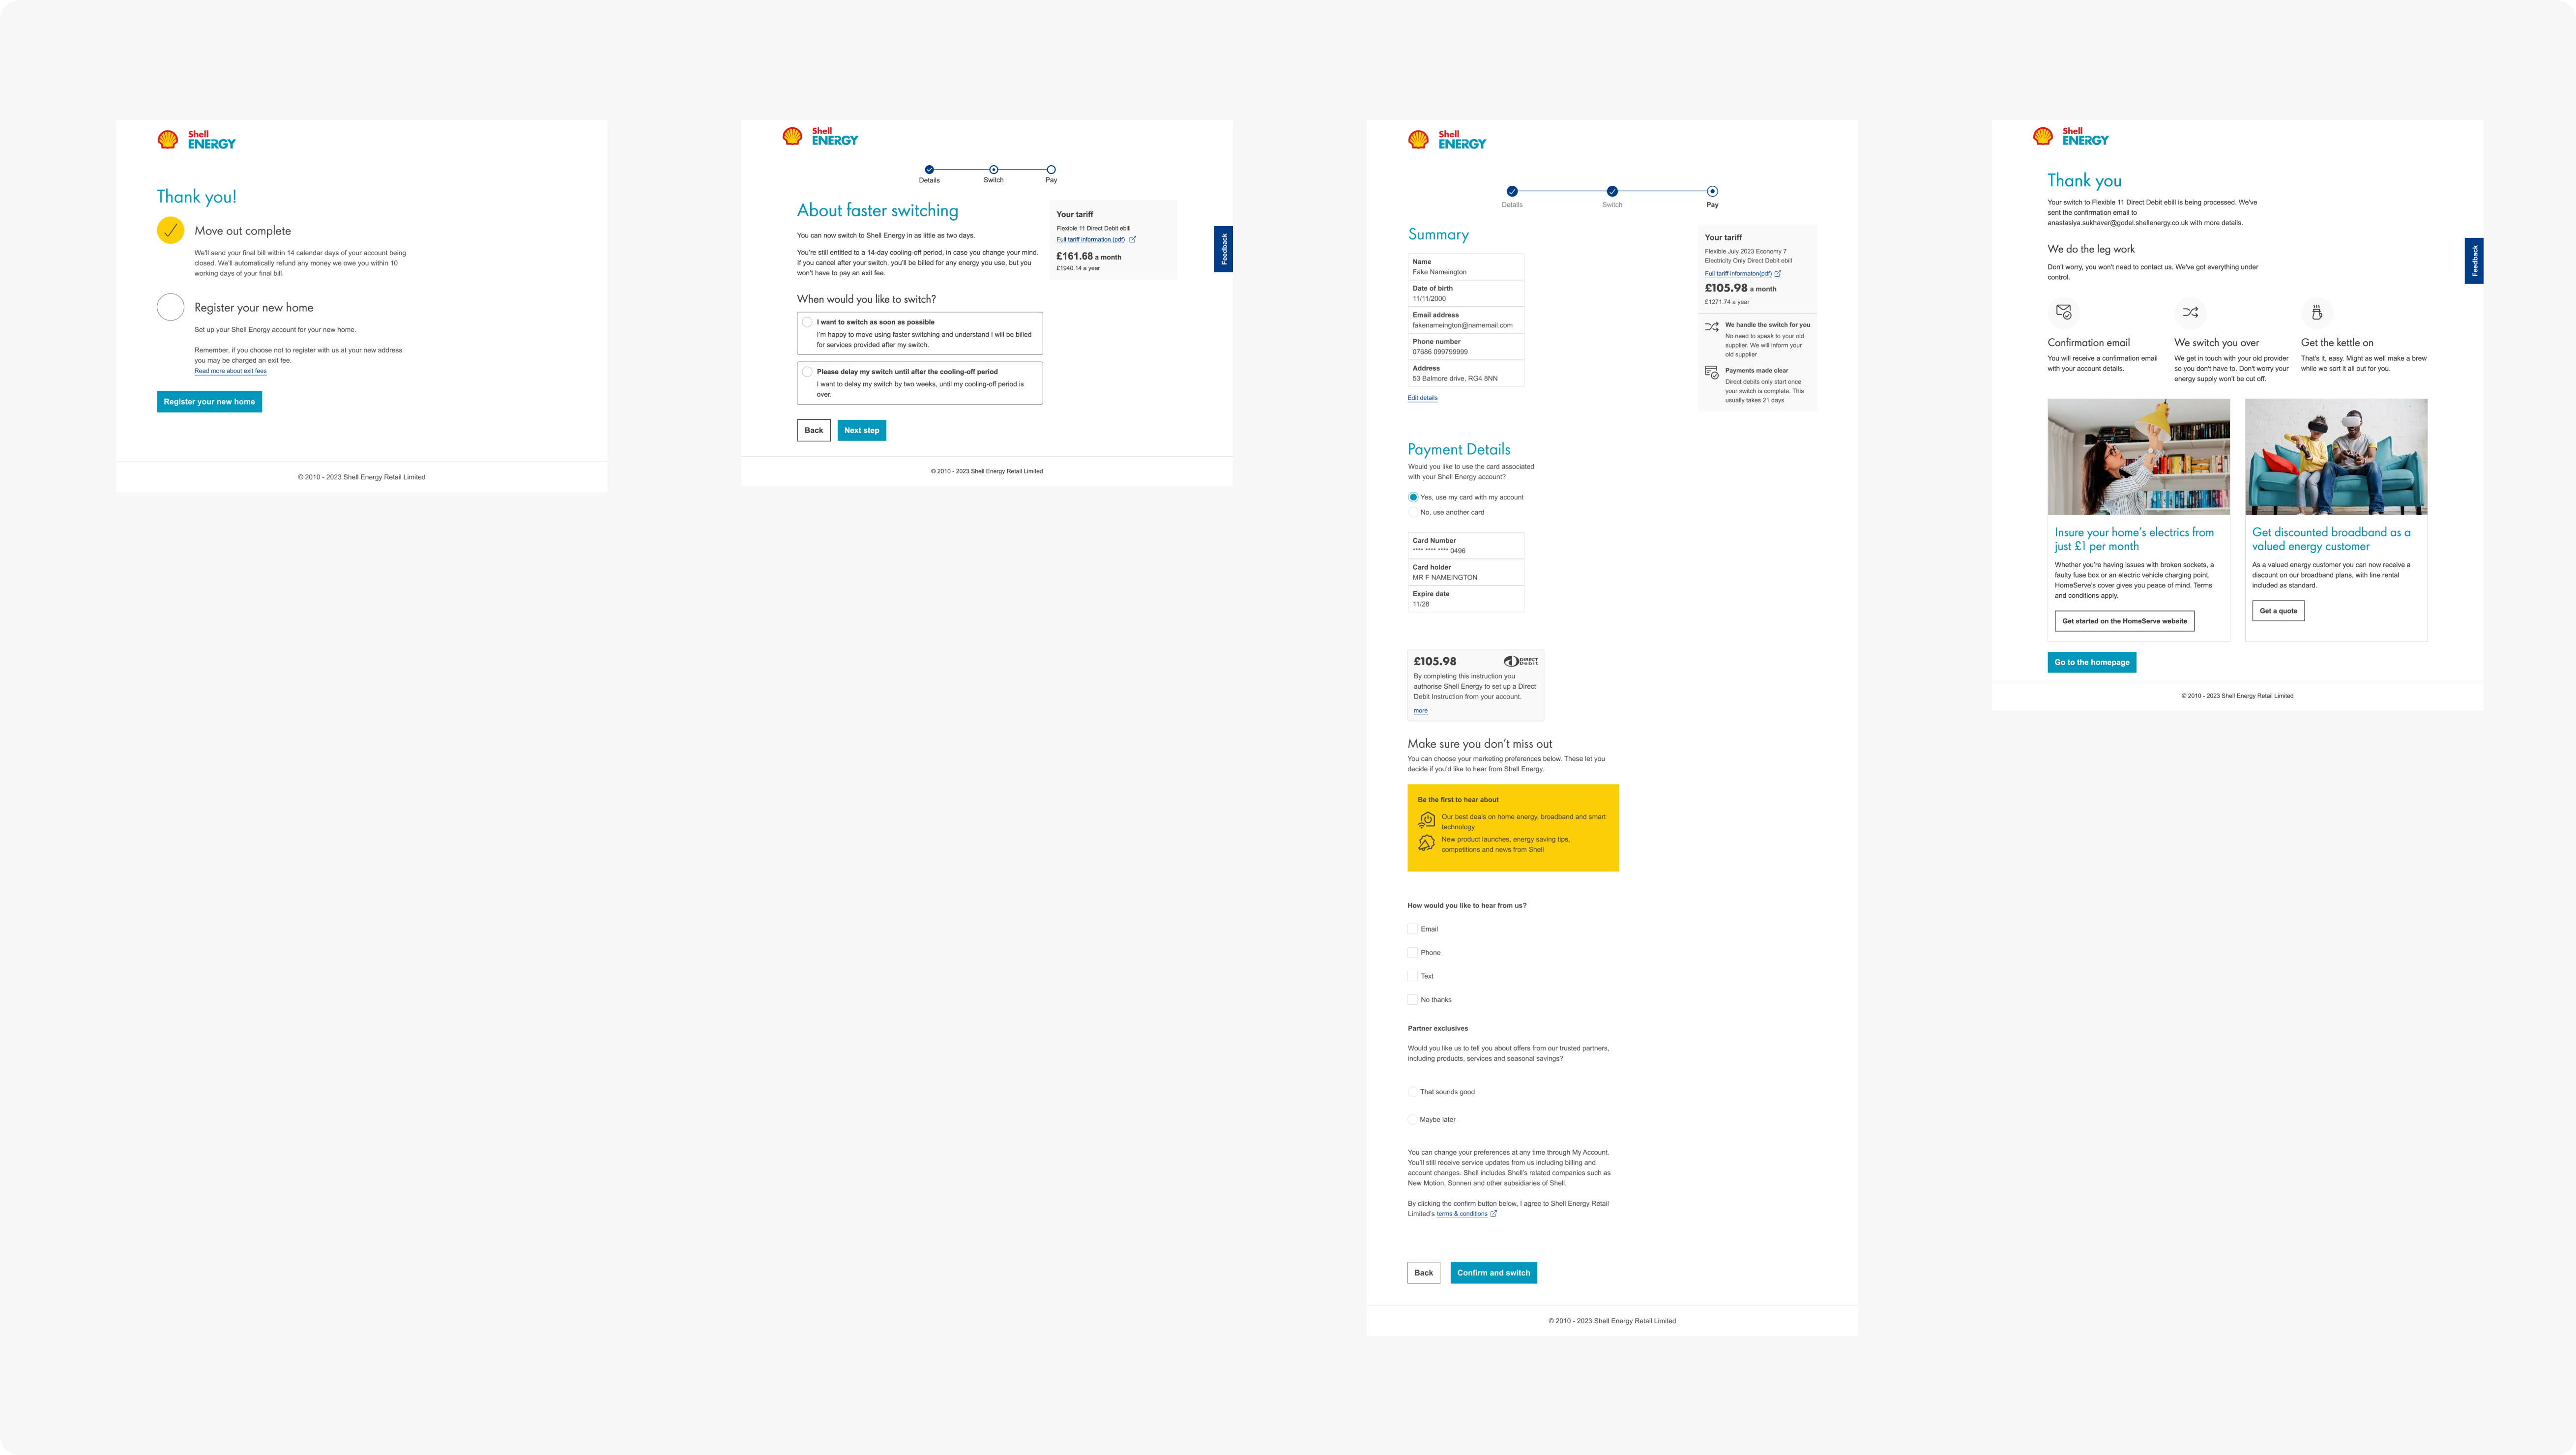 Shell
ENERGY
Thank you!
Move out complete
We'll send your final bill within 14 calendar days of your account being
closed. We'll automatically refund any money we owe you within 10
working days of your final bill.
Register your new home
Set up your Shell Energy account for your new home.
Remember, if you choose not to register with us at your new address
you may be charged an exit fee.
Read more about exit fees
Register your new home
© 2010 - 2023 Shell Energy Retail Limited
Shell
ENERGY
Details Switch Pay
About faster switching
You can now switch to Shell Energy in as little as two days.
You're still entitled to a 14-day cooling-off period, in case you change your mind.
If you cancel after your switch, you'll be billed for any energy you use, but you
won't have to pay an exit fee.
When would you like to switch?
I want to switch as soon as possible
I'm happy to move using faster switching and understand I will be billed
for services provided after my switch.
Please delay my switch until after the cooling-off period
I want to delay my switch by two weeks, until my cooling-off period is
over.
Back Next step
Your tariff
Flexible 11 Direct Debit ebill
Full tariff information (pdf)
£161.68 a month
£1940.14 a year
Feedback
© 2010 - 2023 Shell Energy Retail Limited
Shell
ENERGY
Details Switch Pay
Summary
Name
Fake Nameington
Date of birth
11/11/2000
Email address
fakenameington@namemail.com
Phone number
07686 099799999
Address
53 Balmore drive, RG4 8NN
Edit details
Your tariff
Flexible July 2023 Economy 7
Electricity Only Direct Debit ebill
Full tariff informaton(pdf)
£105.98 a month
£1271.74 a year
We handle the switch for you
No need to speak to your old
supplier. We will inform your
old supplier
Payments made clear
Direct debits only start once
your switch is complete. This
usually takes 21 days
Payment Details
Would you like to use the card associated
with your Shell Energy account?
Yes, use my card with my account
No, use another card
Card Number
**** **** **** 0496
Card holder
MR F NAMEINGTON
Expire date
11/28
£105.98
DIRECT
Debit
By completing this instruction you
authorise Shell Energy to set up a Direct
Debit Instruction from your account.
more
Make sure you don't miss out
You can choose your marketing preferences below. These let you
decide if you'd like to hear from Shell Energy.
Be the first to hear about
Our best deals on home energy, broadband and smart
technology
New product launches, energy saving tips,
competitions and news from Shell
How would you like to hear from us?
Email
Phone
Text
No thanks
Partner exclusives
Would you like us to tell you about offers from our trusted partners,
including products, services and seasonal savings?
That sounds good
Maybe later
You can change your preferences at any time through My Account.
You'll still receive service updates from us including billing and
account changes. Shell includes Shell's related companies such as
New Motion, Sonnen and other subsidiaries of Shell.
By clicking the confirm button below, I agree to Shell Energy Retail
Limited's terms & conditions
Back Confirm and switch
© 2010 - 2023 Shell Energy Retail Limited
Shell
ENERGY
Thank you
Your switch to Flexible 11 Direct Debit ebill is being processed. We've
sent the confirmation email to
anastasiya.sukhaver@godel.shellenergy.co.uk with more details.
We do the leg work
Don't worry, you won't need to contact us. We've got everything under
control.
Confirmation email
You will receive a confirmation email
with your account details.
We switch you over
We get in touch with your old provider
so you don't have to. Don't worry your
energy supply won't be cut off.
Get the kettle on
That's it, easy. Might as well make a brew
while we sort it all out for you.
Insure your home's electrics from
just £1 per month
Whether you're having issues with broken sockets, a
faulty fuse box or an electric vehicle charging point,
HomeServe's cover gives you peace of mind. Terms
and conditions apply.
Get started on the HomeServe website
Get discounted broadband as a
valued energy customer
As a valued energy customer you can now receive a
discount on our broadband plans, with line rental
included as standard.
Get a quote
Go to the homepage
Feedback
© 2010 - 2023 Shell Energy Retail Limited